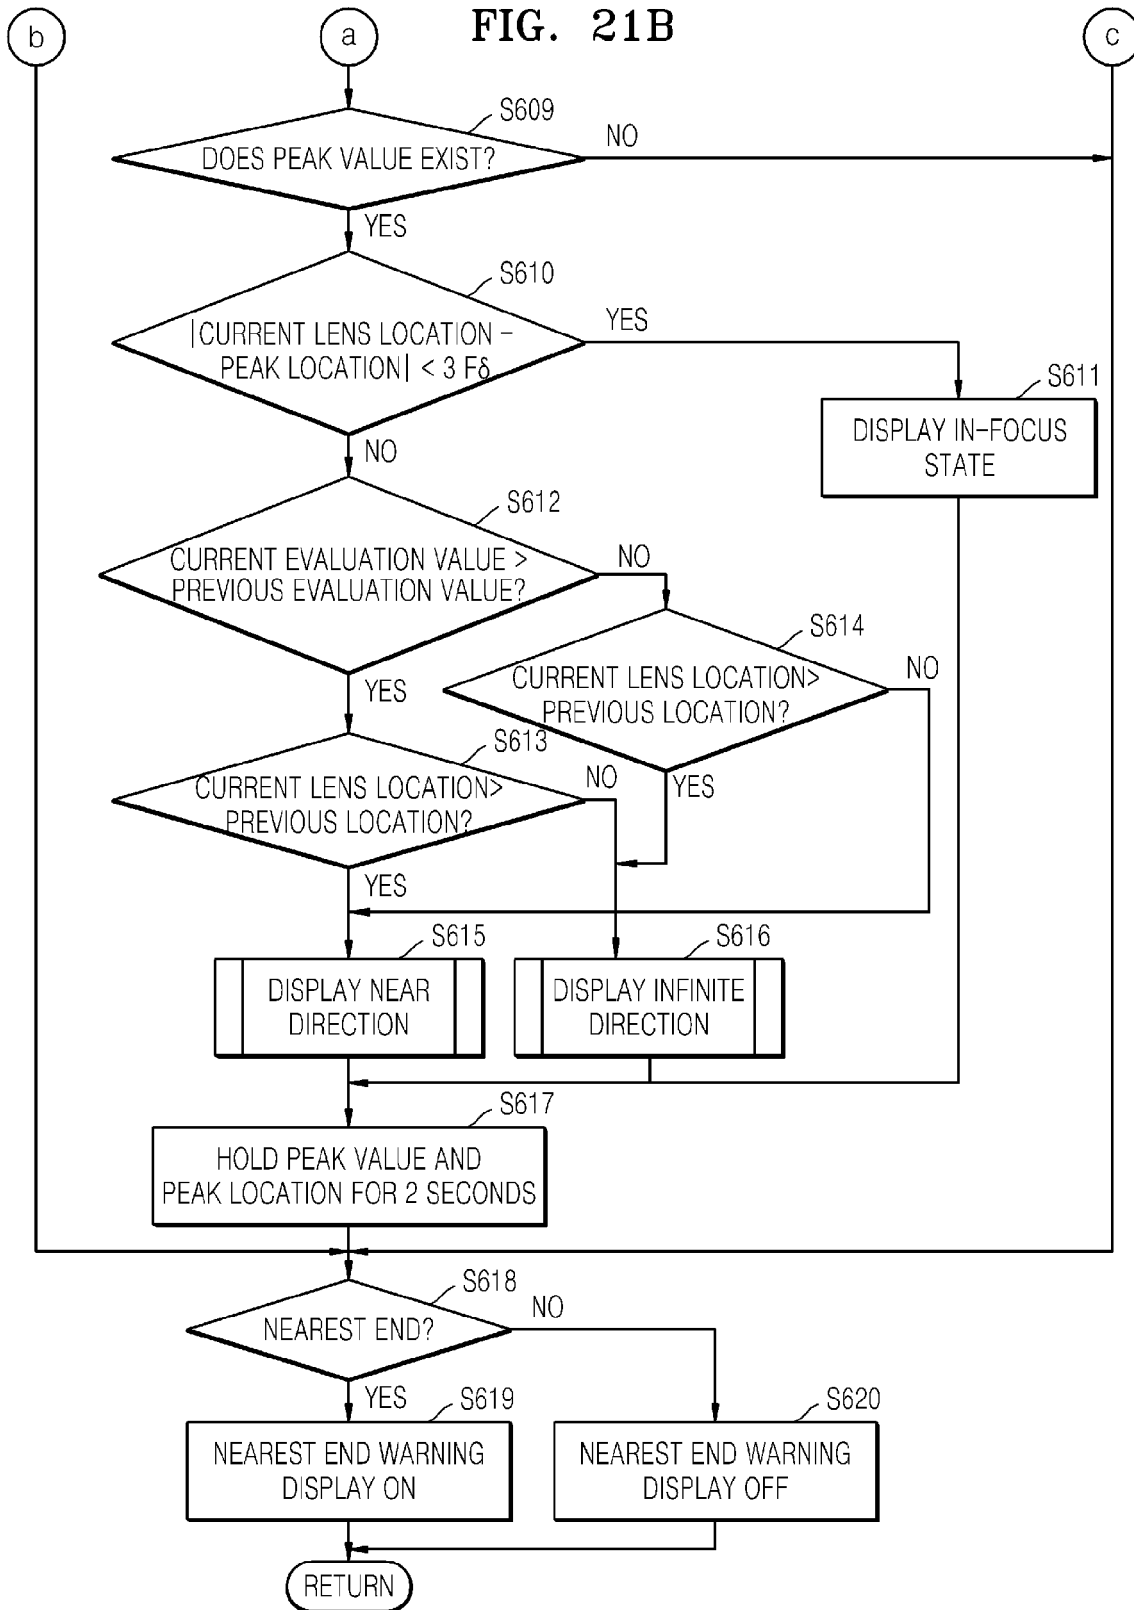 FIG. 21B
b
a
c
S609
DOES PEAK VALUE EXIST?
NO
YES
S610
|CURRENT LENS LOCATION –
PEAK LOCATION| < 3 Fδ
YES
NO
S611
DISPLAY IN-FOCUS
STATE
S612
CURRENT EVALUATION VALUE >
PREVIOUS EVALUATION VALUE?
NO
YES
S614
CURRENT LENS LOCATION>
PREVIOUS LOCATION?
NO
YES
S613
CURRENT LENS LOCATION>
PREVIOUS LOCATION?
NO
YES
S615
DISPLAY NEAR
DIRECTION
S616
DISPLAY INFINITE
DIRECTION
S617
HOLD PEAK VALUE AND
PEAK LOCATION FOR 2 SECONDS
S618
NEAREST END?
NO
YES
S619
NEAREST END WARNING
DISPLAY ON
S620
NEAREST END WARNING
DISPLAY OFF
RETURN